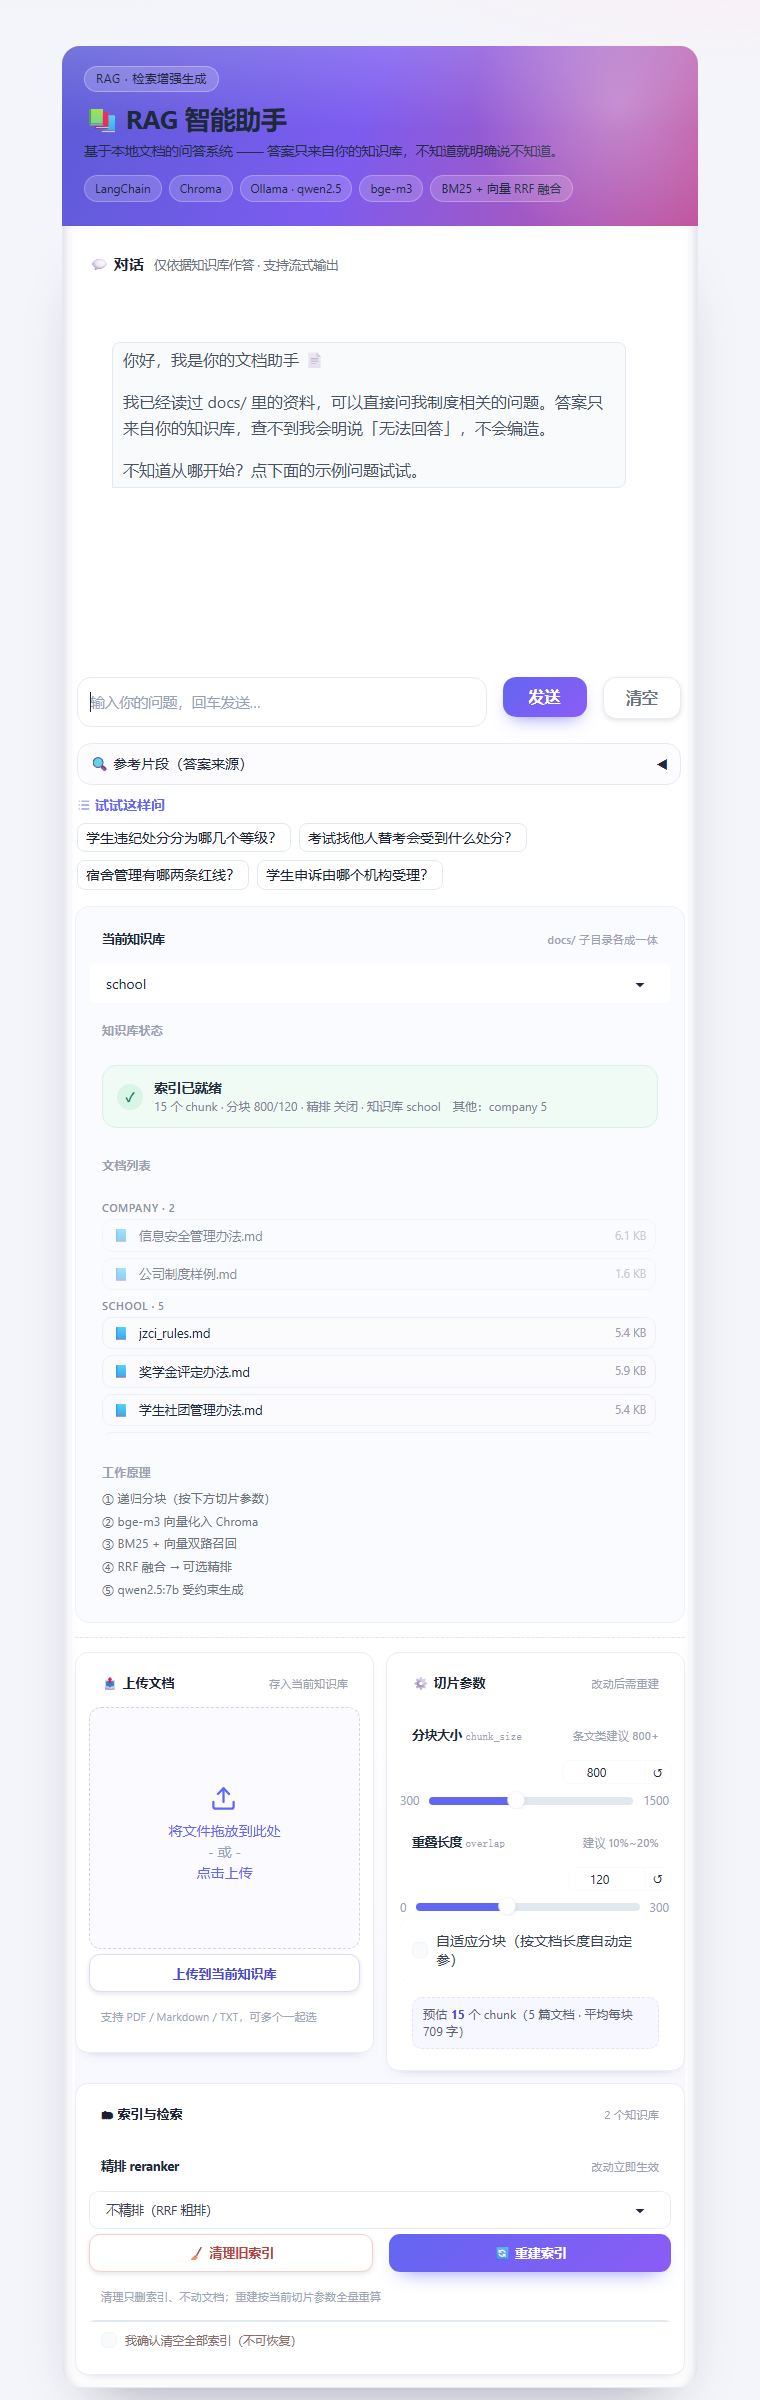 RAG · 检索增强生成
RAG 智能助手
基于本地文档的问答系统 —— 答案只来自你的知识库，不知道就明确说不知道。
LangChain
Chroma
Ollama · qwen2.5
bge-m3
BM25 + 向量 RRF 融合
对话 仅依据知识库作答 · 支持流式输出
你好，我是你的文档助手
我已经读过 docs/ 里的资料，可以直接问我制度相关的问题。答案只
来自你的知识库，查不到我会明说「无法回答」，不会编造。
不知道从哪开始？点下面的示例问题试试。
输入你的问题，回车发送...
发送
清空
参考片段（答案来源）
试试这样问
学生违纪处分分为哪几个等级？
考试找他人替考会受到什么处分？
宿舍管理有哪两条红线？
学生申诉由哪个机构受理？
当前知识库
docs/ 子目录各成一体
school
知识库状态
索引已就绪
15 个 chunk · 分块 800/120 · 精排 关闭 · 知识库 school 其他：company 5
文档列表
COMPANY · 2
信息安全管理办法.md 6.1 KB
公司制度样例.md 1.6 KB
SCHOOL · 5
jzci_rules.md 5.4 KB
奖学金评定办法.md 5.9 KB
学生社团管理办法.md 5.4 KB
工作原理
① 递归分块（按下方切片参数）
② bge-m3 向量化入 Chroma
③ BM25 + 向量双路召回
④ RRF 融合 → 可选精排
⑤ qwen2.5:7b 受约束生成
上传文档 存入当前知识库
将文件拖放到此处
- 或 -
点击上传
上传到当前知识库
支持 PDF / Markdown / TXT，可多个一起选
切片参数 改动后需重建
分块大小 chunk_size 条文类建议 800+
800 ↺
300 1500
重叠长度 overlap 建议 10%~20%
120 ↺
0 300
自适应分块（按文档长度自动定
参）
预估 15 个 chunk（5 篇文档 · 平均每块
709 字）
索引与检索 2 个知识库
精排 reranker 改动立即生效
不精排（RRF 粗排）
清理旧索引
重建索引
清理只删索引、不动文档；重建按当前切片参数全量重算
我确认清空全部索引（不可恢复）